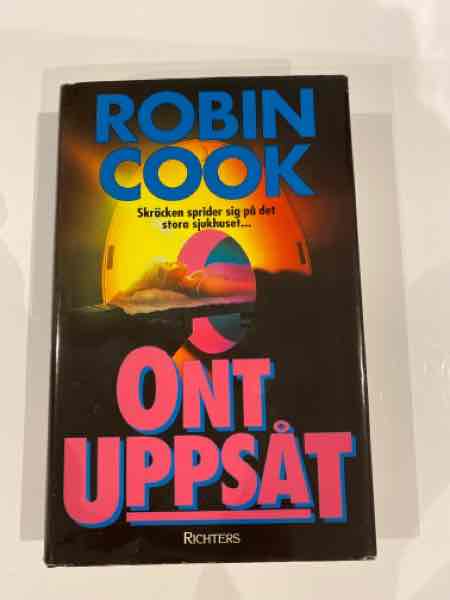 ROBIN
COOK
Skräcken sprider sig på det
stora sjukhuset...
ONT
UPPSÅT
RICHTERS